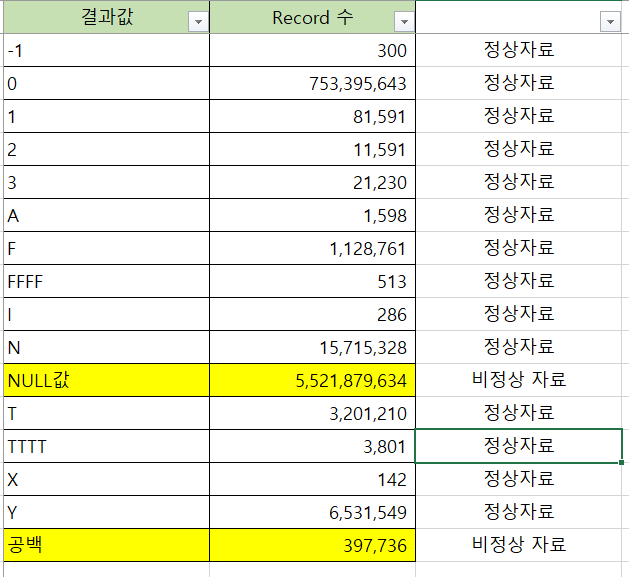 결과값 Record 수
-1 300 정상자료
0 753,395,643 정상자료
1 81,591 정상자료
2 11,591 정상자료
3 21,230 정상자료
A 1,598 정상자료
F 1,128,761 정상자료
FFFF 513 정상자료
I 286 정상자료
N 15,715,328 정상자료
NULL값 5,521,879,634 비정상 자료
T 3,201,210 정상자료
TTTT 3,801 정상자료
X 142 정상자료
Y 6,531,549 정상자료
공백 397,736 비정상 자료